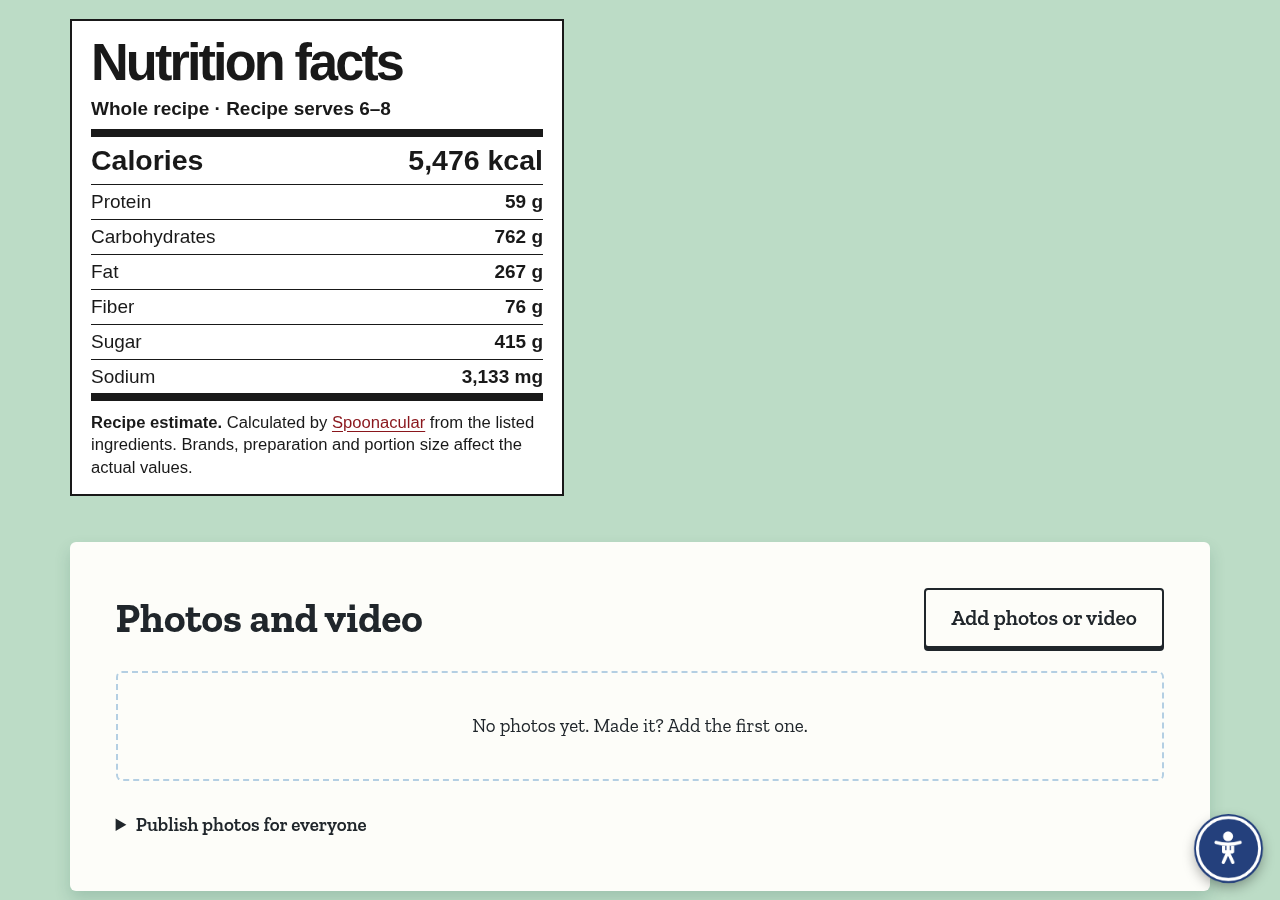 Nutrition facts
Whole recipe · Recipe serves 6–8
Calories 5,476 kcal
Protein 59 g
Carbohydrates 762 g
Fat 267 g
Fiber 76 g
Sugar 415 g
Sodium 3,133 mg
Recipe estimate. Calculated by Spoonacular from the listed
ingredients. Brands, preparation and portion size affect the
actual values.
Photos and video
Add photos or video
No photos yet. Made it? Add the first one.
Publish photos for everyone